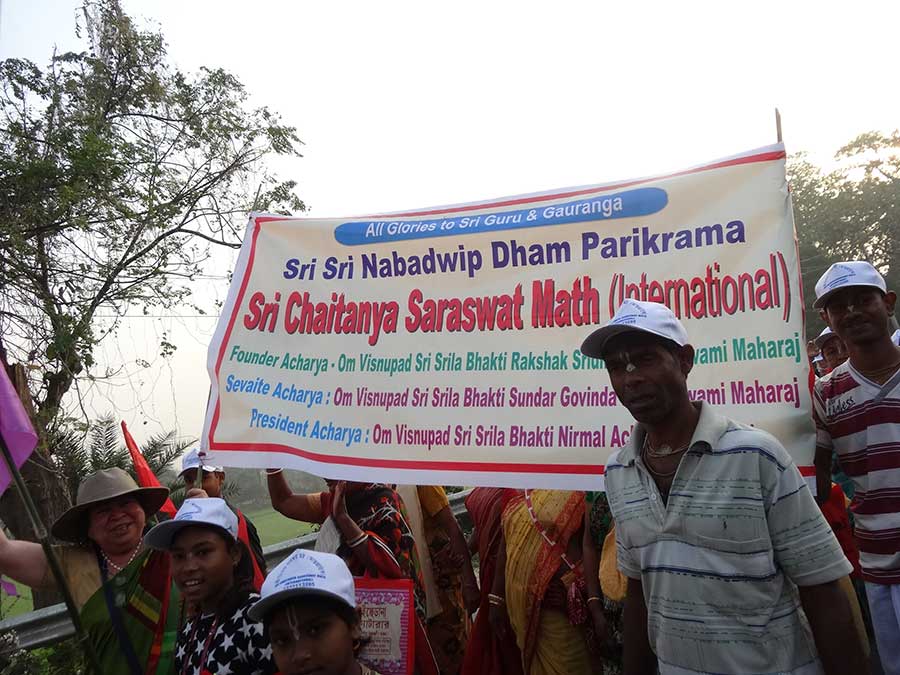 All Glories to Sri Guru & Gauranga
Sri Sri Nabadwip Dham Parikrama
Sri Chaitanya Saraswat Math (International)
Founder Acharya - Om Visnupad Sri Srila Bhakti Rakshak wami Maharaj
Sevaite Acharya : Om Visnupad Sri Srila Bhakti Sundar Govinda wami Maharaj
President Acharya : Om Visnupad Sri Srila Bhakti Nirmal